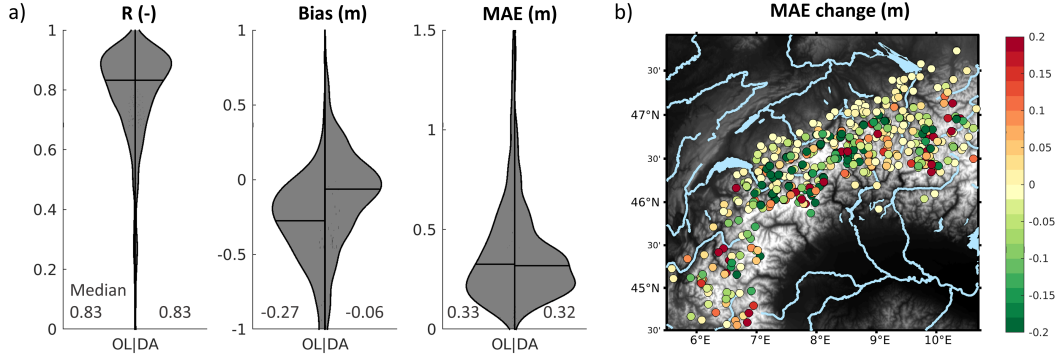 a)
R (-)
1
0.8
0.6
0.4
0.2
0
Median
0.83
0.83
OL|DA
Bias (m)
1
0.5
0
-0.5
-1
-0.27
-0.06
OL|DA
MAE (m)
1.5
1
0.5
0
0.33
0.32
OL|DA
b)
MAE change (m)
30'
47°N
30'
46°N
30'
45°N
30'
6°E
7°E
8°E
9°E
10°E
0.2
0.15
0.1
0.05
0
-0.05
-0.1
-0.15
-0.2